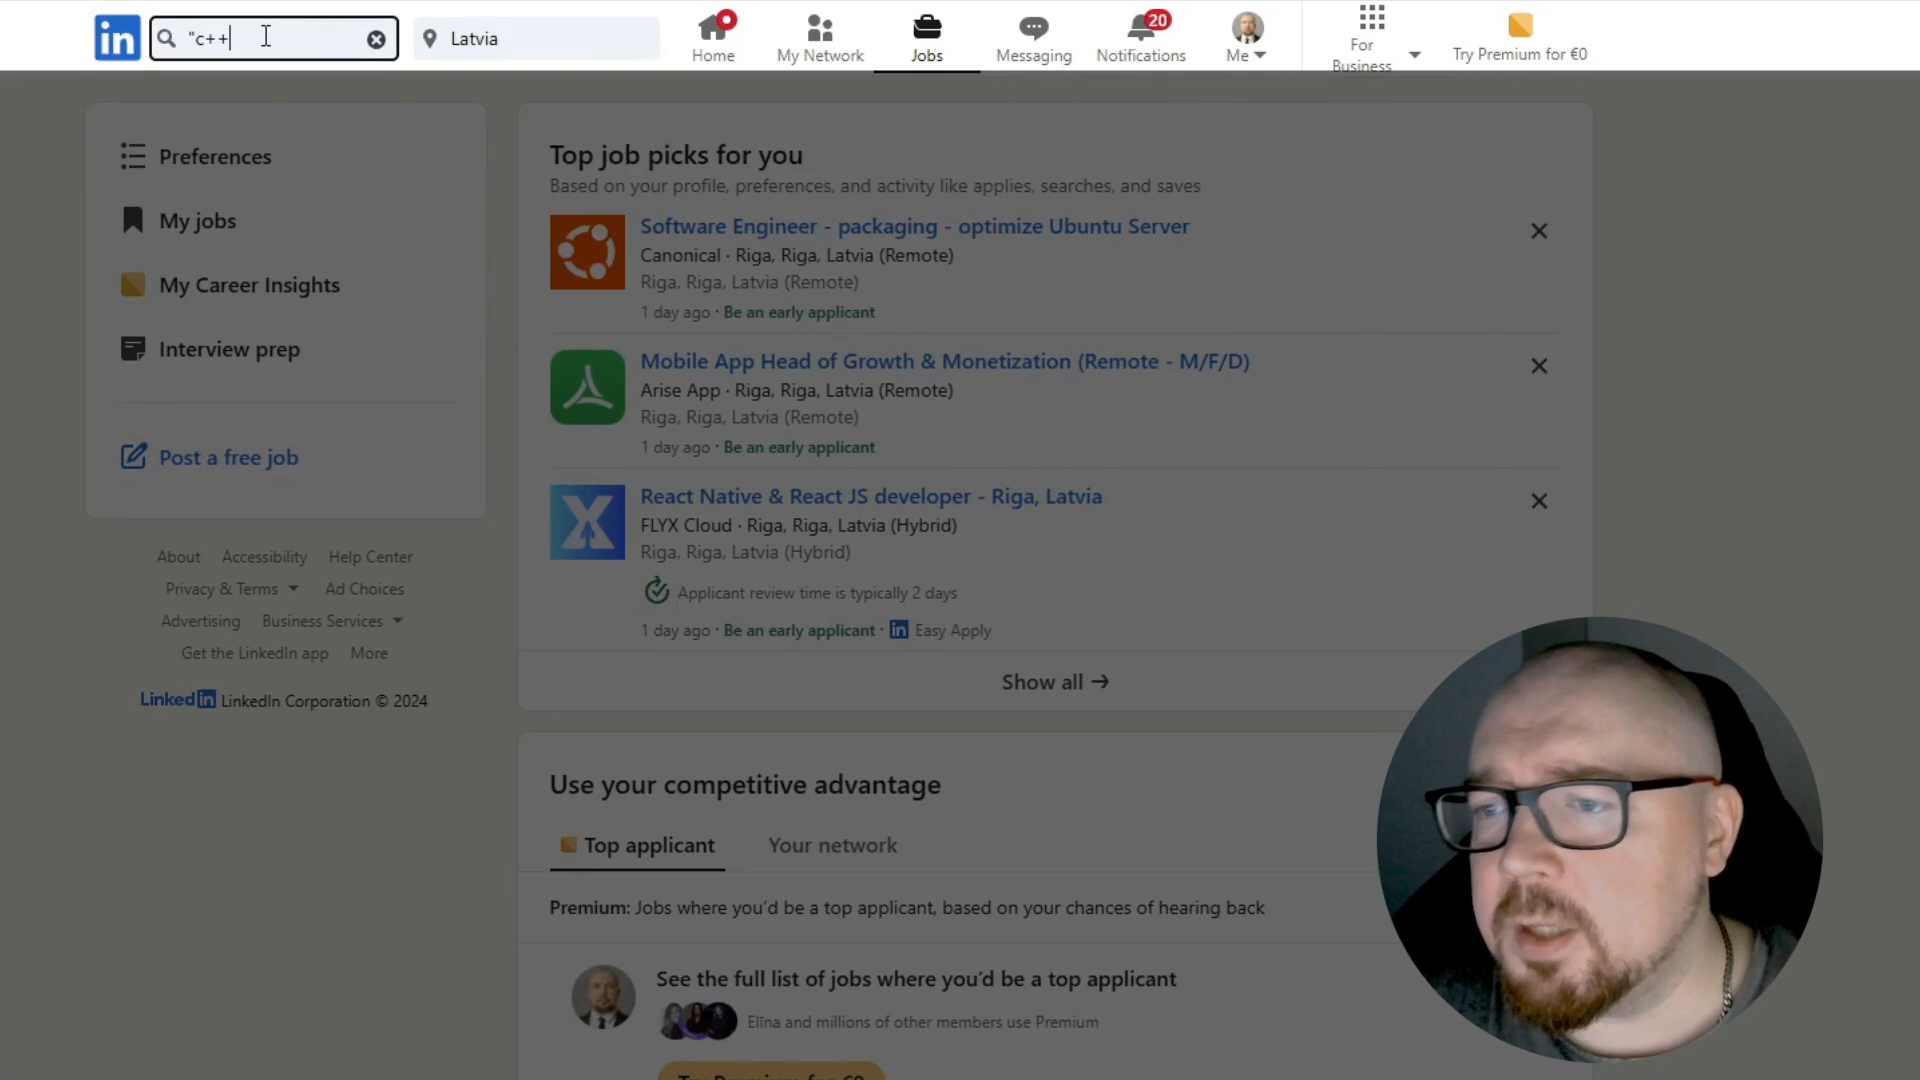 in
"c++
Latvia
Home
My Network
Jobs
Messaging
20
Notifications
Me
For
Business
Try Premium for €0
Preferences
My jobs
My Career Insights
Interview prep
Post a free job
About Accessibility Help Center
Privacy & Terms Ad Choices
Advertising Business Services
Get the LinkedIn app More
Linkedin LinkedIn Corporation © 2024
Top job picks for you
Based on your profile, preferences, and activity like applies, searches, and saves
Software Engineer - packaging - optimize Ubuntu Server
Canonical · Riga, Riga, Latvia (Remote)
Riga, Riga, Latvia (Remote)
1 day ago · Be an early applicant
Mobile App Head of Growth & Monetization (Remote - M/F/D)
Arise App · Riga, Riga, Latvia (Remote)
Riga, Riga, Latvia (Remote)
1 day ago · Be an early applicant
React Native & React JS developer - Riga, Latvia
FLYX Cloud · Riga, Riga, Latvia (Hybrid)
Riga, Riga, Latvia (Hybrid)
Applicant review time is typically 2 days
1 day ago · Be an early applicant · in Easy Apply
Show all →
Use your competitive advantage
Top applicant Your network
Premium: Jobs where you'd be a top applicant, based on your chances of hearing back
See the full list of jobs where you'd be a top applicant
Elīna and millions of other members use Premium
Try Premium for €0